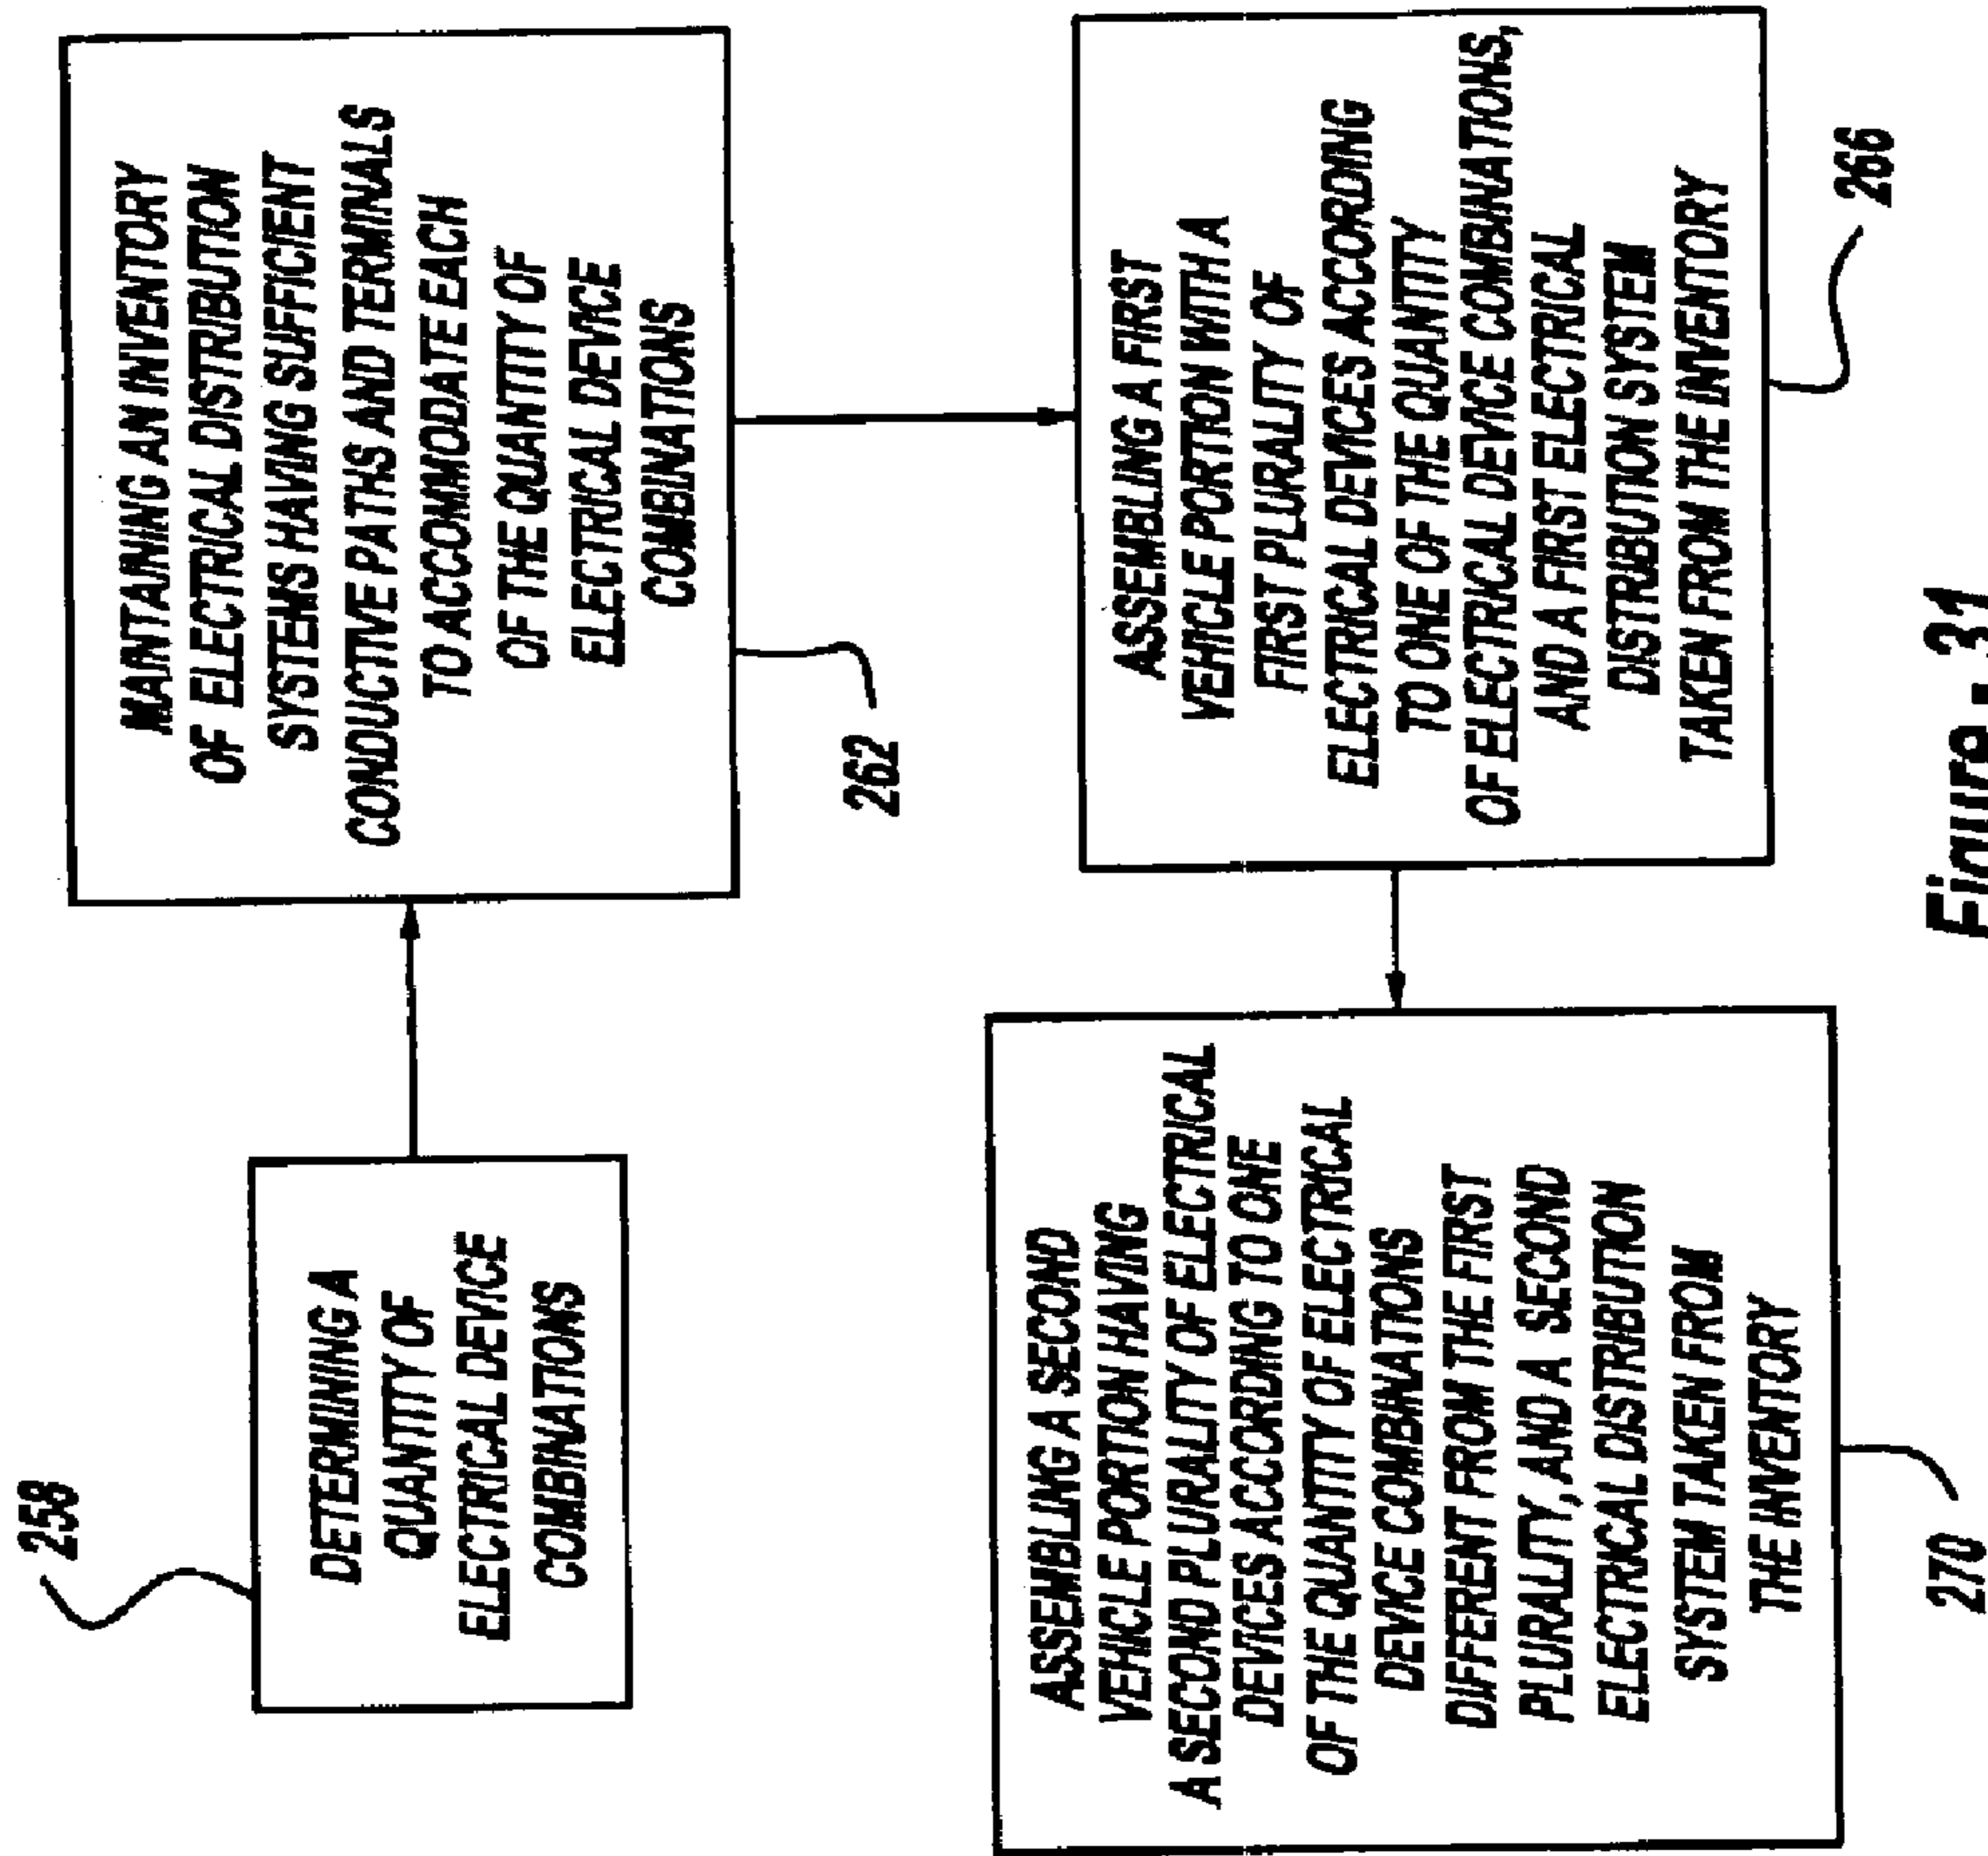 258
DETERMINING A
QUANTITY OF
ELECTRICAL DEVICE
COMBINATIONS
MANTAINING AN INVENTORY
OF ELECTRICAL DISTRIBUTION
SYSTEMS HAVING SUFFICIENT
CONDUCTIVE PATHS AND TERMINALS
TO ACCOMMODATE EACH
OF THE QUANTITY OF
ELECTRICAL DEVICE
COMBINATIONS
262
ASSEMBLING A FIRST
VEHICLE PORTION WITH A
FIRST PLURALITY OF
ELECTRICAL DEVICES ACCORDING
TO ONE OF THE QUANTITY
OF ELECTRICAL DEVICE COMBINATIONS,
AND A FIRST ELECTRICAL
DISTRIBUTION SYSTEM
TAKEN FROM THE INVENTORY
266
ASSEMBLING A SECOND
VEHICLE PORTION HAVING
A SECOND PLURALITY OF ELECTRICAL
DEVICES ACCORDING TO ONE
OF THE QUANTITY OF ELECTRICAL
DEVICE COMBINATIONS
DIFFERENT FROM THE FIRST
PLURALITY, AND A SECOND
ELECTRICAL DISTRIBUTION
SYSTEM TAKEN FROM
THE INVENTORY
270
Figure - 31